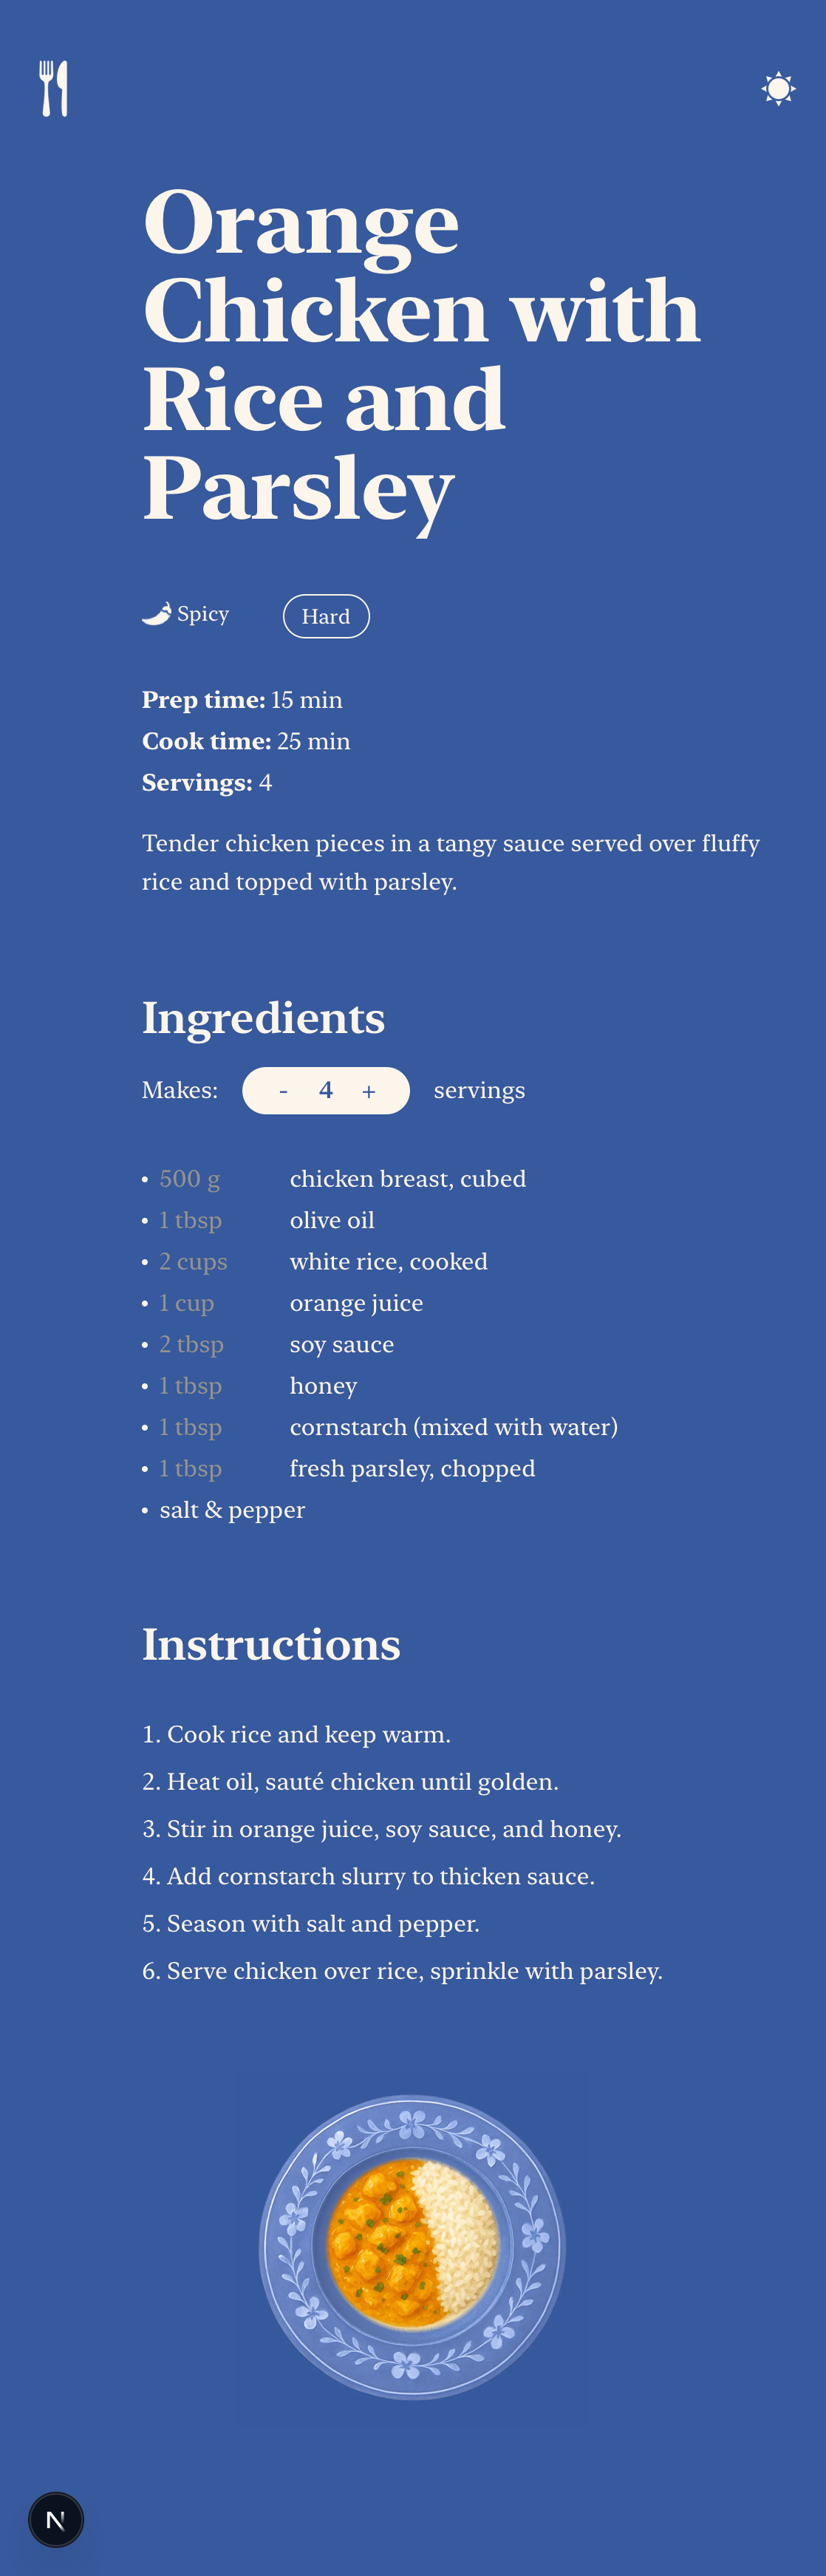 Orange
Chicken with
Rice and
Parsley
Spicy
Hard
Prep time: 15 min
Cook time: 25 min
Servings: 4
Tender chicken pieces in a tangy sauce served over fluffy
rice and topped with parsley.
Ingredients
Makes: - 4 + servings
• 500 g chicken breast, cubed
• 1 tbsp olive oil
• 2 cups white rice, cooked
• 1 cup orange juice
• 2 tbsp soy sauce
• 1 tbsp honey
• 1 tbsp cornstarch (mixed with water)
• 1 tbsp fresh parsley, chopped
• salt & pepper
Instructions
1. Cook rice and keep warm.
2. Heat oil, sauté chicken until golden.
3. Stir in orange juice, soy sauce, and honey.
4. Add cornstarch slurry to thicken sauce.
5. Season with salt and pepper.
6. Serve chicken over rice, sprinkle with parsley.
N